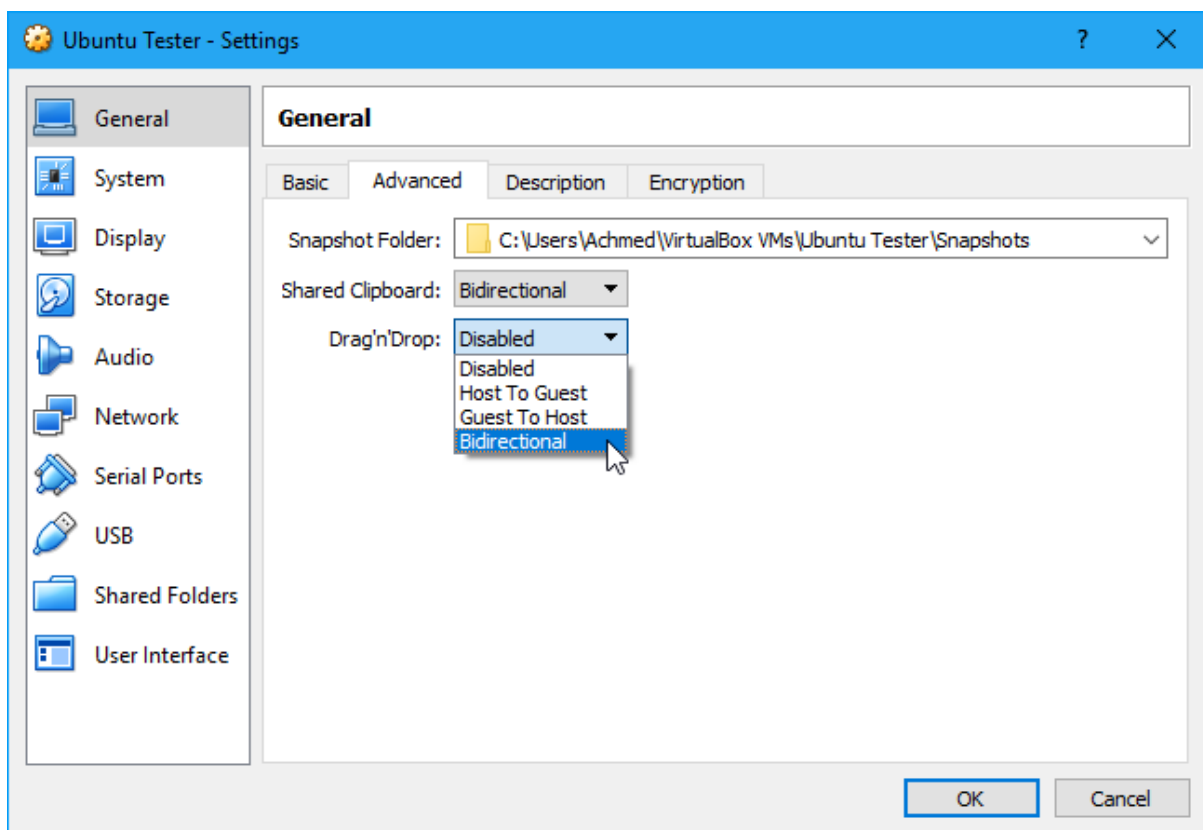 Ubuntu Tester - Settings ? ×
General
System
Display
Storage
Audio
Network
Serial Ports
USB
Shared Folders
User Interface
General
Basic Advanced Description Encryption
Snapshot Folder: C:\Users\Achmed\VirtualBox VMs\Ubuntu Tester\Snapshots
Shared Clipboard: Bidirectional
Drag'n'Drop: Disabled
Disabled
Host To Guest
Guest To Host
Bidirectional
OK Cancel